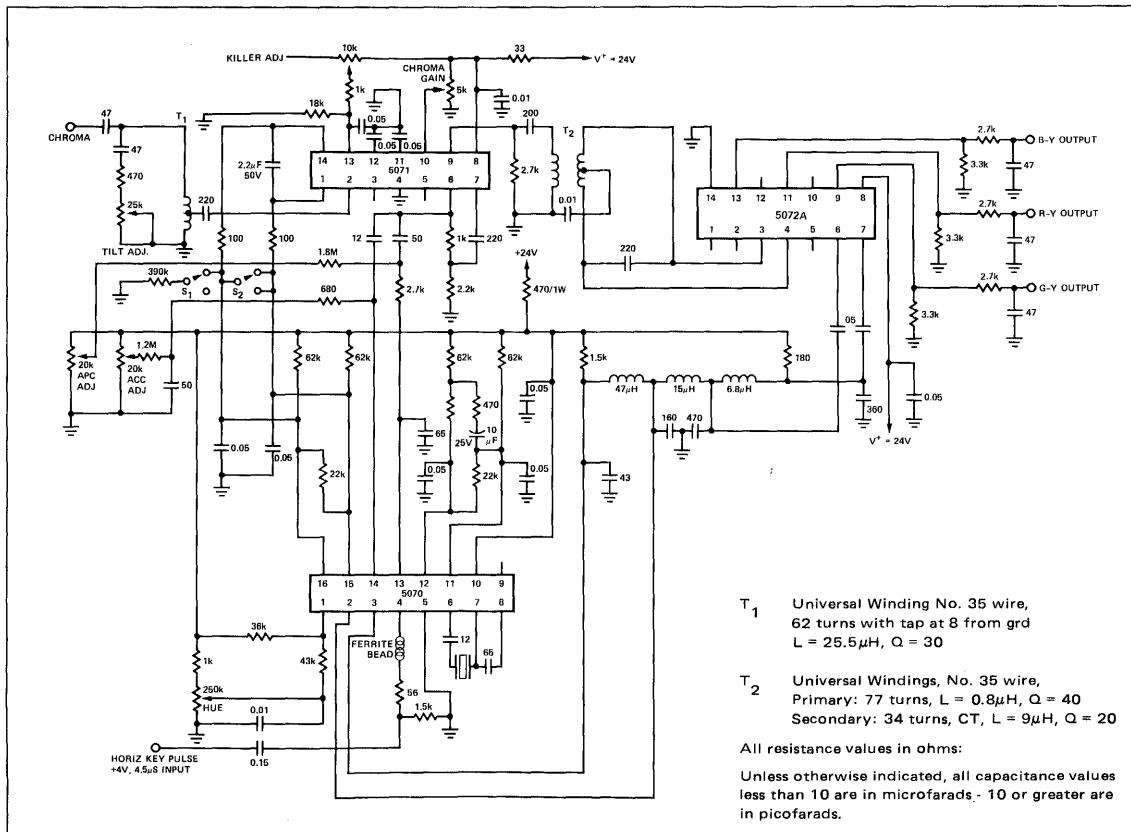 KILLER ADJ
10k
33
V+ = 24V
CHROMA
GAIN
1k
5k
0.01
18k
0.05
0.05
0.05
47
CHROMA
T1
47
470
25k
TILT ADJ.
220
2.2µF
50V
14 13 12 11 10 9 8
5071
1 2 3 4 5 6 7
200
T2
2.7k
0.01
220
14 13 12 11 10 9 8
5072A
1 2 3 4 5 6 7
2.7k
B-Y OUTPUT
3.3k
47
2.7k
R-Y OUTPUT
3.3k
47
2.7k
G-Y OUTPUT
3.3k
47
100
100
12
50
1k
220
1.8M
390k
S1
S2
680
2.7k
2.2k
+24V
470/1W
05
20k
APC
ADJ
20k
ACC
ADJ
1.2M
50
62k
62k
62k
62k
1.5k
180
47µH
15µH
6.8µH
360
0.05
V+ = 24V
160
470
470
10
µF
25V
0.05
65
0.05
0.05
22k
0.05
0.05
22k
43
16 15 14 13 12 11 10 9
5070
1 2 3 4 5 6 7 8
36k
1k
43k
250k
HUE
0.01
FERRITE
BEAD
56
1.5k
12
65
HORIZ KEY PULSE
+4V, 4.5µS INPUT
0.15
T1 Universal Winding No. 35 wire,
62 turns with tap at 8 from grd
L = 25.5µH, Q = 30
T2 Universal Windings, No. 35 wire,
Primary: 77 turns, L = 0.8µH, Q = 40
Secondary: 34 turns, CT, L = 9µH, Q = 20
All resistance values in ohms:
Unless otherwise indicated, all capacitance values
less than 10 are in microfarads - 10 or greater are
in picofarads.